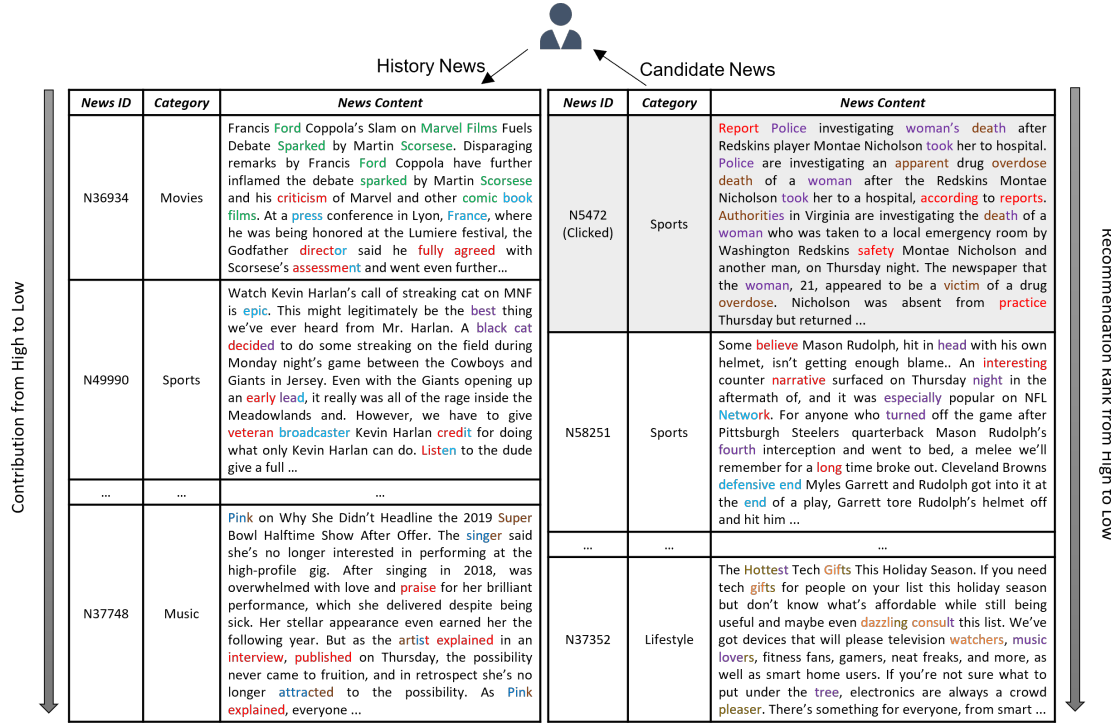 History News
Candidate News
Contribution from High to Low
News ID
Category
News Content
N36934
Movies
Francis Ford Coppola's Slam on Marvel Films Fuels
Debate Sparked by Martin Scorsese. Disparaging
remarks by Francis Ford Coppola have further
inflamed the debate sparked by Martin Scorsese
and his criticism of Marvel and other comic book
films. At a press conference in Lyon, France, where
he was being honored at the Lumiere festival, the
Godfather director said he fully agreed with
Scorsese's assessment and went even further...
N49990
Sports
Watch Kevin Harlan's call of streaking cat on MNF
is epic. This might legitimately be the best thing
we've ever heard from Mr. Harlan. A black cat
decided to do some streaking on the field during
Monday night's game between the Cowboys and
Giants in Jersey. Even with the Giants opening up
an early lead, it really was all of the rage inside the
Meadowlands and. However, we have to give
veteran broadcaster Kevin Harlan credit for doing
what only Kevin Harlan can do. Listen to the dude
give a full ...
...
...
...
N37748
Music
Pink on Why She Didn't Headline the 2019 Super
Bowl Halftime Show After Offer. The singer said
she's no longer interested in performing at the
high-profile gig. After singing in 2018, was
overwhelmed with love and praise for her brilliant
performance, which she delivered despite being
sick. Her stellar appearance even earned her the
following year. But as the artist explained in an
interview, published on Thursday, the possibility
never came to fruition, and in retrospect she's no
longer attracted to the possibility. As Pink
explained, everyone ...
News ID
Category
News Content
N5472
(Clicked)
Sports
Report Police investigating woman's death after
Redskins player Montae Nicholson took her to hospital.
Police are investigating an apparent drug overdose
death of a woman after the Redskins Montae
Nicholson took her to a hospital, according to reports.
Authorities in Virginia are investigating the death of a
woman who was taken to a local emergency room by
Washington Redskins safety Montae Nicholson and
another man, on Thursday night. The newspaper that
the woman, 21, appeared to be a victim of a drug
overdose. Nicholson was absent from practice
Thursday but returned ...
N58251
Sports
Some believe Mason Rudolph, hit in head with his own
helmet, isn't getting enough blame.. An interesting
counter narrative surfaced on Thursday night in the
aftermath of, and it was especially popular on NFL
Network. For anyone who turned off the game after
Pittsburgh Steelers quarterback Mason Rudolph's
fourth interception and went to bed, a melee we'll
remember for a long time broke out. Cleveland Browns
defensive end Myles Garrett and Rudolph got into it at
the end of a play, Garrett tore Rudolph's helmet off
and hit him ...
...
...
...
N37352
Lifestyle
The Hottest Tech Gifts This Holiday Season. If you need
tech gifts for people on your list this holiday season
but don't know what's affordable while still being
useful and maybe even dazzling consult this list. We've
got devices that will please television watchers, music
lovers, fitness fans, gamers, neat freaks, and more, as
well as smart home users. If you're not sure what to
put under the tree, electronics are always a crowd
pleaser. There's something for everyone, from smart ...
Recommendation Rank from High to Low